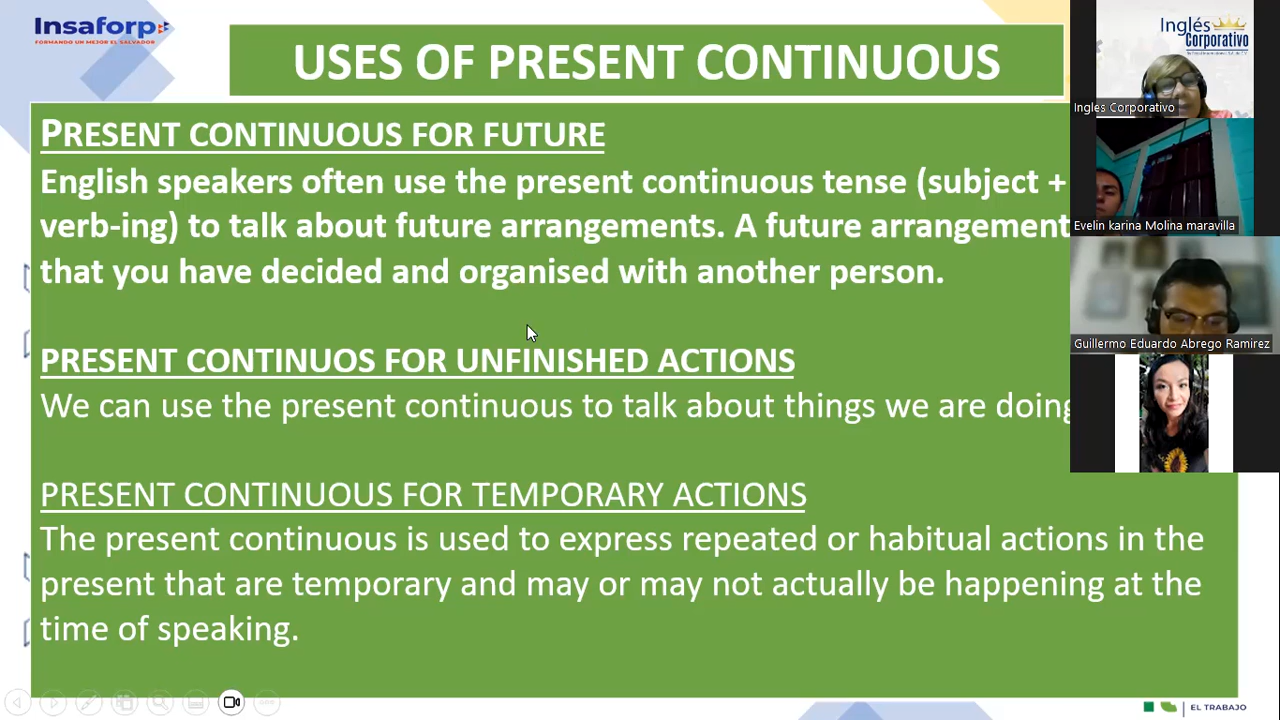 Insaforp
FORMANDO UN MEJOR EL SALVADOR
USES OF PRESENT CONTINUOUS
PRESENT CONTINUOUS FOR FUTURE
English speakers often use the present continuous tense (subject +
verb-ing) to talk about future arrangements. A future arrangement
that you have decided and organised with another person.
PRESENT CONTINUOS FOR UNFINISHED ACTIONS
We can use the present continuous to talk about things we are doing
PRESENT CONTINUOUS FOR TEMPORARY ACTIONS
The present continuous is used to express repeated or habitual actions in the
present that are temporary and may or may not actually be happening at the
time of speaking.
Inglés
Corporativo
Ingles Corporativo
Evelin karina Molina maravilla
Guillermo Eduardo Abrego Ramirez
EL TRABAJO